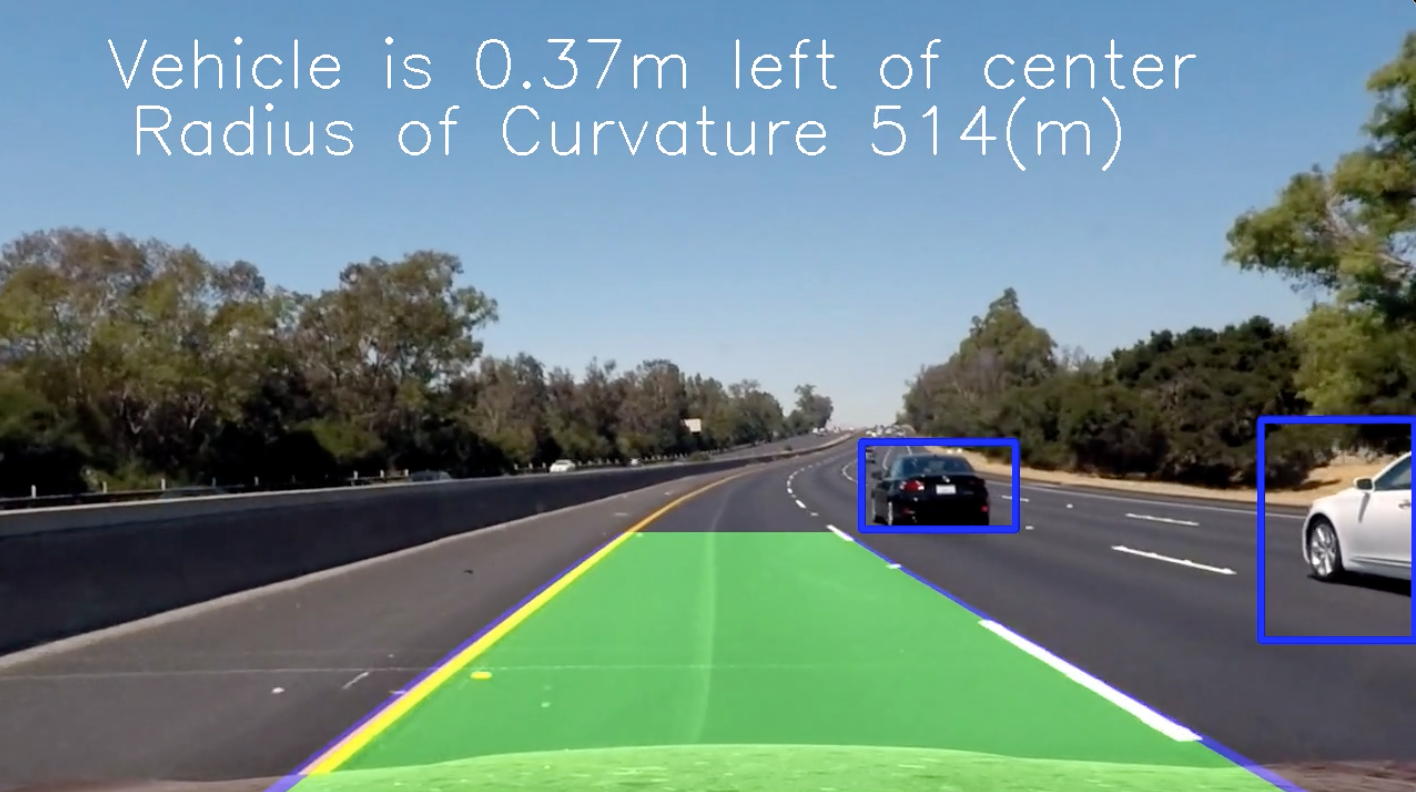 Vehicle is 0.37m left of center
Radius of Curvature 514(m)